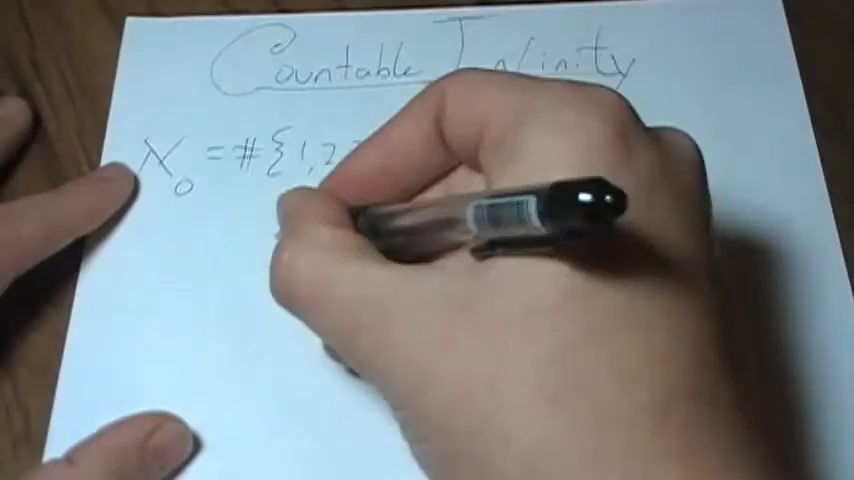 Countable Infinity
ℵ₀ = #{1,2